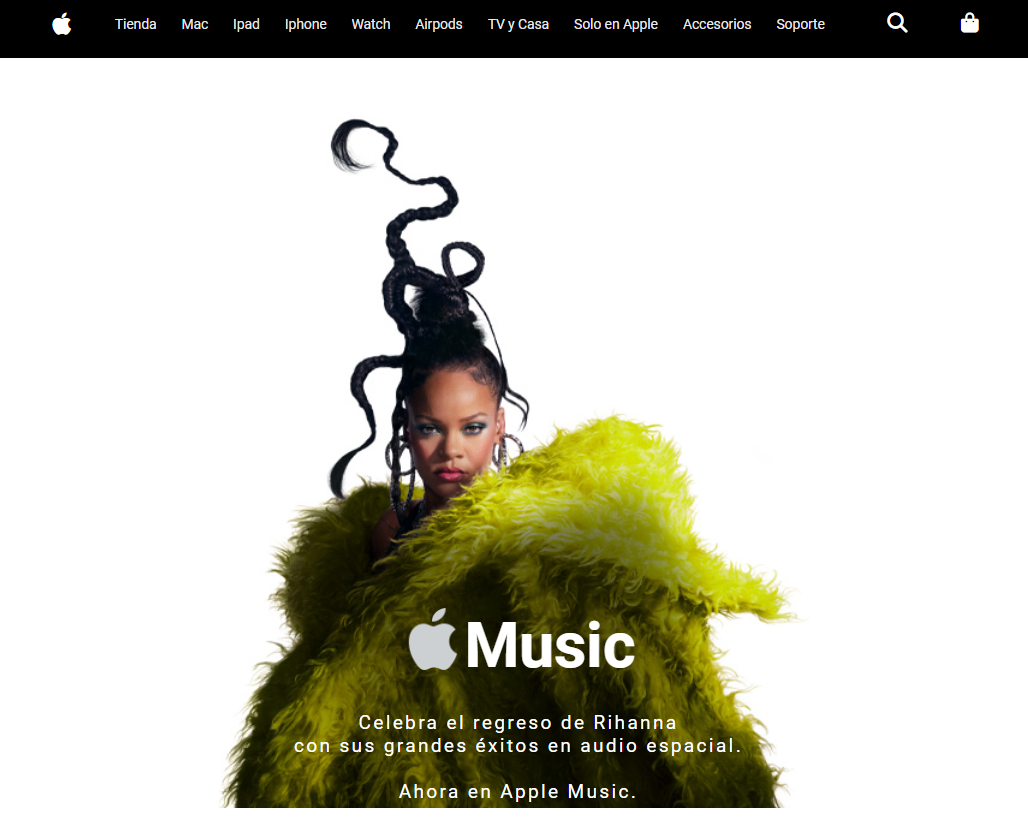 Tienda Mac Ipad Iphone Watch Airpods TV y Casa Solo en Apple Accesorios Soporte
Music
Celebra el regreso de Rihanna
con sus grandes éxitos en audio espacial.
Ahora en Apple Music.